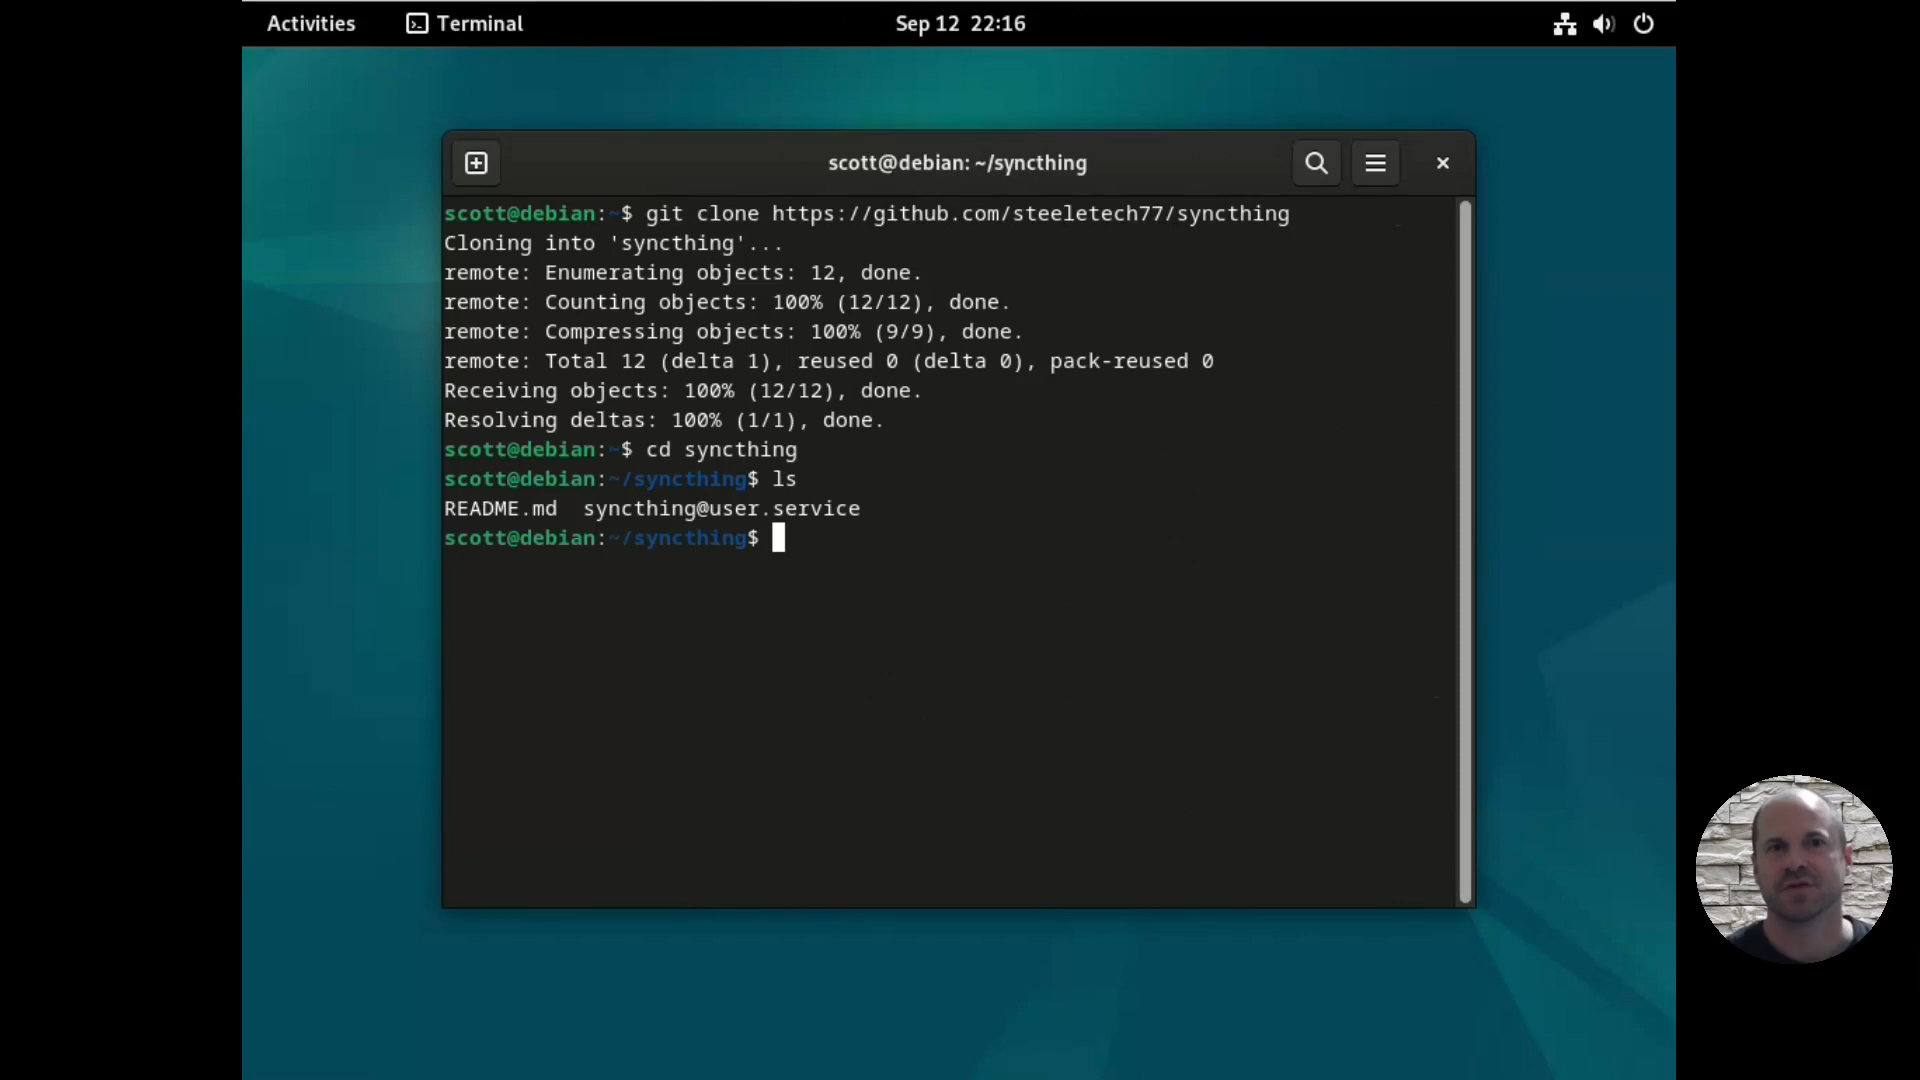 Activities Terminal Sep 12 22:16
scott@debian: ~/syncthing
scott@debian:~$ git clone https://github.com/steeletech77/syncthing
Cloning into 'syncthing'...
remote: Enumerating objects: 12, done.
remote: Counting objects: 100% (12/12), done.
remote: Compressing objects: 100% (9/9), done.
remote: Total 12 (delta 1), reused 0 (delta 0), pack-reused 0
Receiving objects: 100% (12/12), done.
Resolving deltas: 100% (1/1), done.
scott@debian:~$ cd syncthing
scott@debian:~/syncthing$ ls
README.md  syncthing@user.service
scott@debian:~/syncthing$